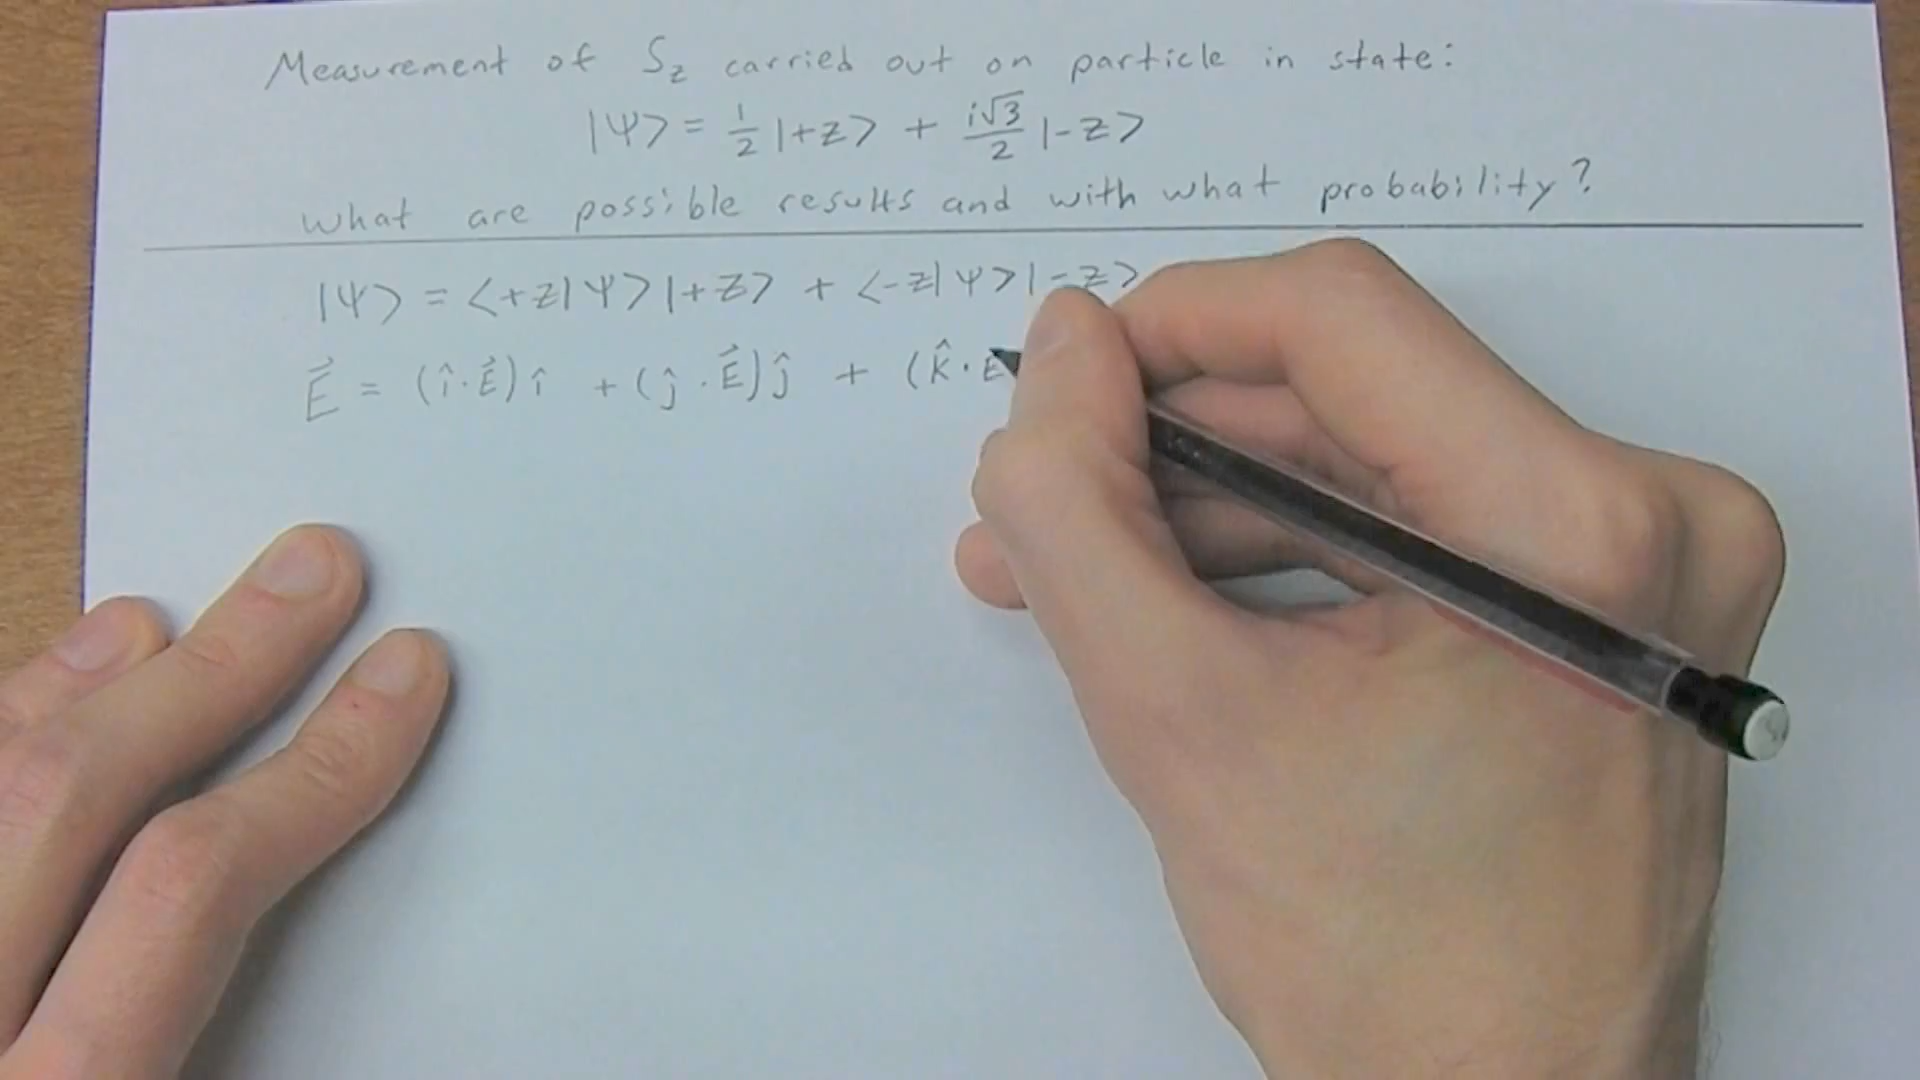 Measurement of Sz carried out on particle in state:
|Ψ> = 1/2 |+z> + i√3/2 |-z>
what are possible results and with what probability?
|Ψ> = <+z|Ψ>|+z> + <-z|Ψ>|-z>
E⃗ = (î·E⃗)î + (ĵ·E⃗)ĵ + (k̂·E